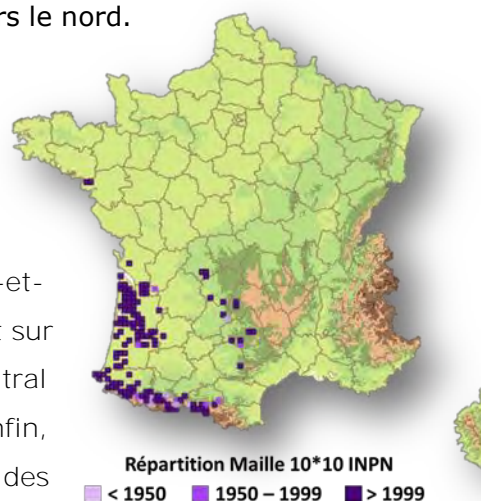 rs le nord.
-et-
t sur
tral
nfin,
des
Répartition Maille 10*10 INPN
< 1950 1950 – 1999 > 1999